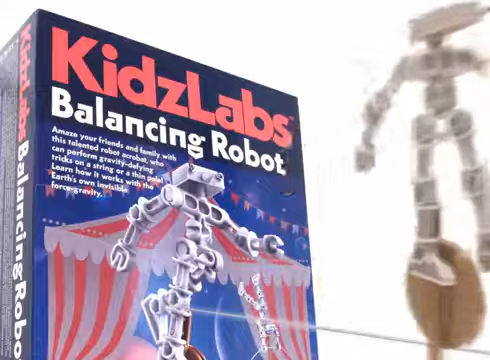 KidzLabs
Balancing Robot
Amaze your friends and family with
this talented robot acrobat, who
can perform gravity-defying
tricks on a string or a thin pole!
Learn how it works with the
Earth's own invisible
force-gravity.
KidzLabs Balancing Robo